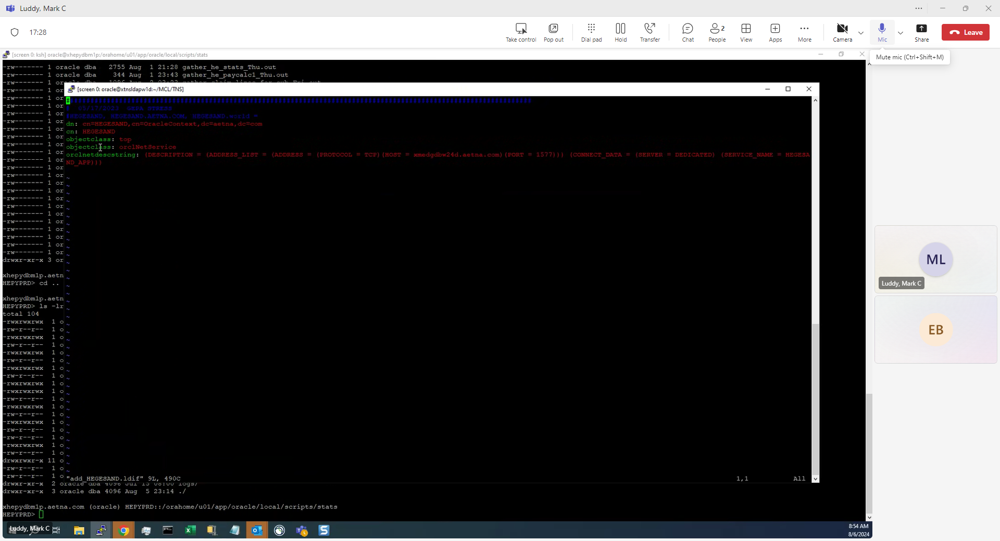 Luddy, Mark C
17:28
Take control
Pop out
Dial pad
Hold
Transfer
Chat
2
People
View
Apps
More
Camera
Mic
Share
Leave
Mute mic (Ctrl+Shift+M)
[screen 0: ksh] oracle@xhepydbm1p:/orahome/u01/app/oracle/local/scripts/stats
-rw------- 1 oracle dba   2755 Aug  1 21:28 gather_he_stats_Thu.out
-rw------- 1 oracle dba    344 Aug  1 23:43 gather_he_paycalc1_Thu.out
-rw------- 1 or
[screen 0: oracle@xtnsldapw1d:~/MCL/TNS]
-rw------- 1 or
-rw------- 1 or
-rw------- 1 or
# 05/17/2023 GEPA STRESS
-rw------- 1 or
#HEGESAND, HEGESAND.AETNA.COM, HEGESAND.world =
-rw------- 1 or
dn: cn=HEGESAND,cn=OracleContext,dc=aetna,dc=com
-rw------- 1 or
cn: HEGESAND
-rw------- 1 or
objectclass: top
-rw------- 1 or
objectclass: orclNetService
-rw------- 1 or
orclnetdescstring: (DESCRIPTION = (ADDRESS_LIST = (ADDRESS = (PROTOCOL = TCP)(HOST = xmedgdbw24d.aetna.com)(PORT = 1577))) (CONNECT_DATA = (SERVER = DEDICATED) (SERVICE_NAME = HEGESA
ND_APP)))
-rw------- 1 or
-rw------- 1 or
-rw------- 1 or
-rw------- 1 or
-rw------- 1 or
-rw------- 1 or
-rw------- 1 or
-rw------- 1 or
-rw------- 1 or
-rw------- 1 or
-rw------- 1 or
-rw------- 1 or
drwxr-xr-x 3 or
xhepydbm1p.aetn
HEPYPRD> cd ..
xhepydbm1p.aetn
HEPYPRD> ls -lr
total 104
-rwxrwxrwx  1 o
-rw-r--r--  1 o
-rwxrwxrwx  1 o
-rw-r--r--  1 o
-rwxrwxrwx  1 o
-rw-r--r--  1 o
-rwxrwxrwx  1 o
-rw-r--r--  1 o
-rwxrwxrwx  1 o
-rwxrwxrwx  1 o
-rw-r--r--  1 o
-rwxrwxrwx  1 o
-rw-r--r--  1 o
-rwxrwxrwx  1 o
-rw-r--r--  1 o
-rw-r--r--  1 o
-rwxrwxrwx  1 o
-rw-r--r--  1 o
drwxrwxr-x 11 o
-rw-r--r--  1 o
-rw-r--r--  1 o
"add_HEGESAND.ldif" 9L, 490C
1,1
All
drwxr-xr-x  2 oracle dba 4096 Jul 15 08:00 logs/
drwxr-xr-x  3 oracle dba 4096 Aug  5 23:14 ./
xhepydbm1p.aetna.com (oracle) HEPYPRD::/orahome/u01/app/oracle/local/scripts/stats
HEPYPRD>
ML
Luddy, Mark C
EB
Luddy, Mark C
8:54 AM
8/6/2024